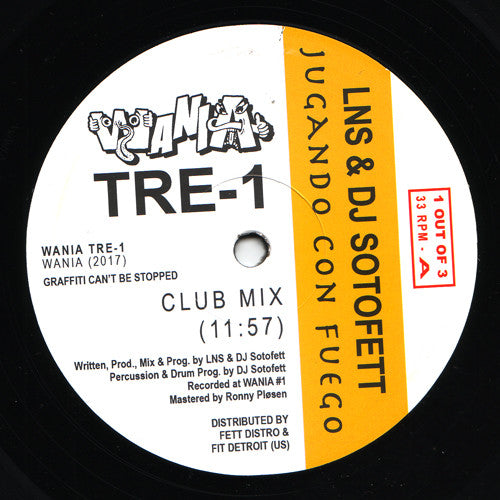 WANIA
TRE-1
WANIA TRE-1
WANIA (2017)
GRAFFITI CAN'T BE STOPPED
CLUB MIX
(11:57)
Written, Prod., Mix & Prog. by LNS & DJ Sotofett
Percussion & Drum Prog. by DJ Sotofett
Recorded at WANIA #1
Mastered by Ronny Pløsen
DISTRIBUTED BY
FETT DISTRO &
FIT DETROIT (US)
LNS & DJ SOTOFETT
JUGANDO CON FUEGO
1 OUT OF 3
33 RPM - A